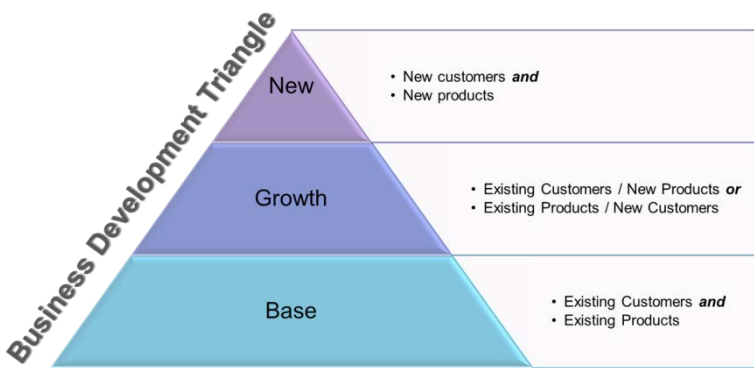 Business Development Triangle
New
• New customers and
• New products
Growth
• Existing Customers / New Products or
• Existing Products / New Customers
Base
• Existing Customers and
• Existing Products